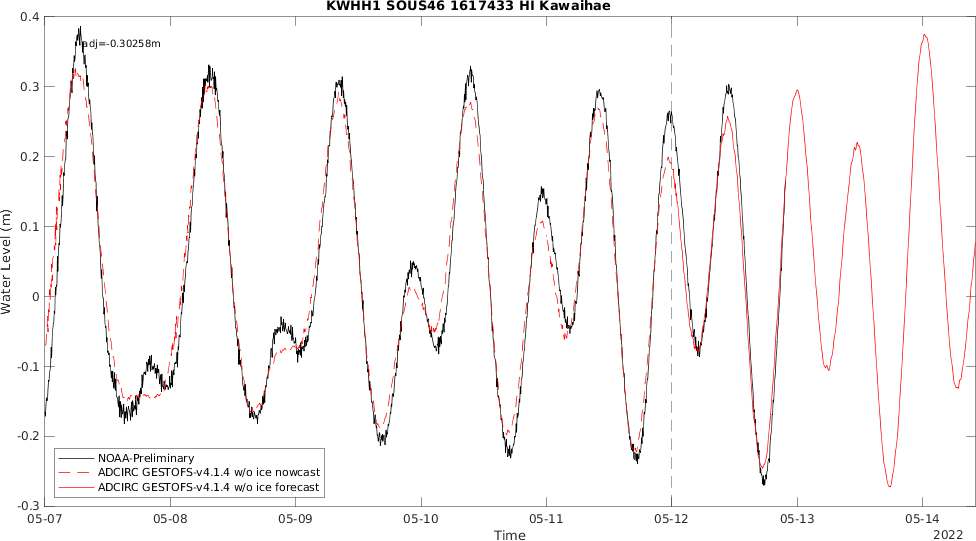 KWHH1 SOUS46 1617433 HI Kawaihae
adj=-0.30258m
0.4
0.3
0.2
0.1
0
-0.1
-0.2
-0.3
Water Level (m)
NOAA-Preliminary
ADCIRC GESTOFS-v4.1.4 w/o ice nowcast
ADCIRC GESTOFS-v4.1.4 w/o ice forecast
05-07 05-08 05-09 05-10 05-11 05-12 05-13 05-14
Time
2022